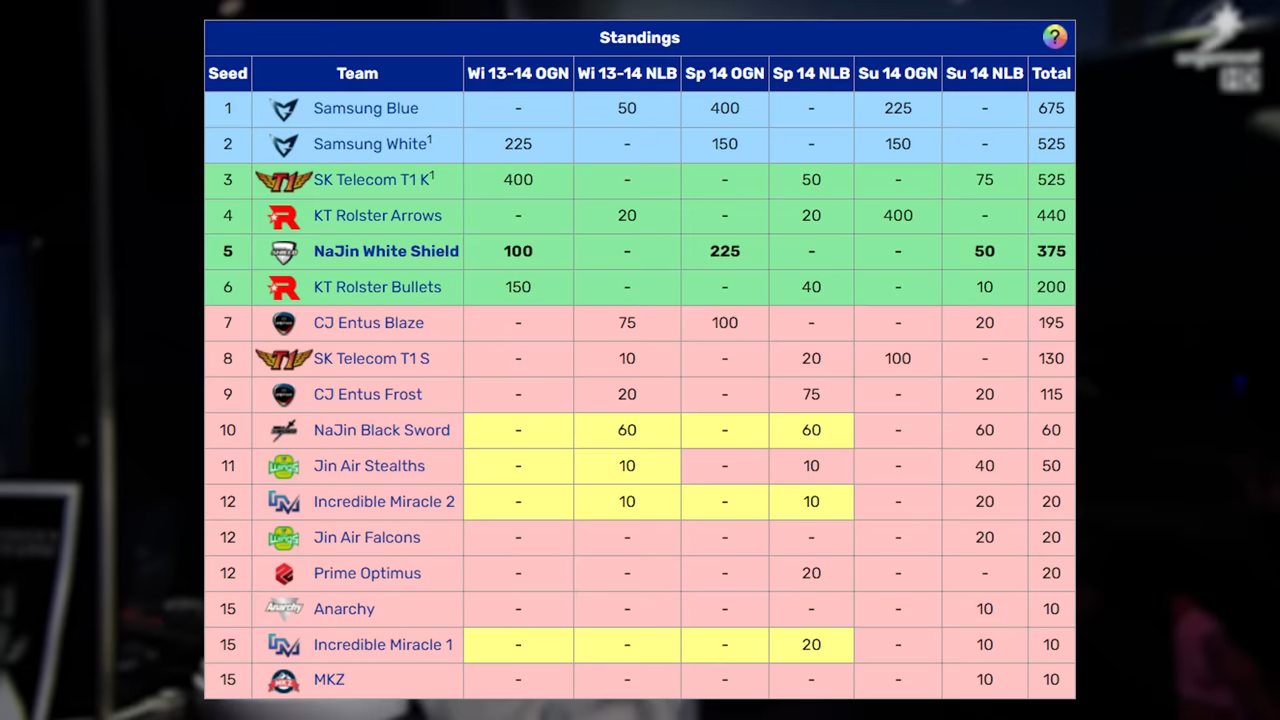 Standings ?
Seed Team Wi 13-14 OGN Wi 13-14 NLB Sp 14 OGN Sp 14 NLB Su 14 OGN Su 14 NLB Total
1 Samsung Blue - 50 400 - 225 - 675
2 Samsung White1 225 - 150 - 150 - 525
3 T1 SK Telecom T1 K1 400 - - 50 - 75 525
4 R KT Rolster Arrows - 20 - 20 400 - 440
5 SHIELD NaJin White Shield 100 - 225 - - 50 375
6 R KT Rolster Bullets 150 - - 40 - 10 200
7 CJ Entus Blaze - 75 100 - - 20 195
8 T1 SK Telecom T1 S - 10 - 20 100 - 130
9 CJ Entus Frost - 20 - 75 - 20 115
10 NaJin Black Sword - 60 - 60 - 60 60
11 Jin Air Stealths - 10 - 10 - 40 50
12 Incredible Miracle 2 - 10 - 10 - 20 20
12 Jin Air Falcons - - - - - 20 20
12 Prime Optimus - - - 20 - - 20
15 Anarchy Anarchy - - - - - 10 10
15 Incredible Miracle 1 - - - 20 - 10 10
15 MKZ MKZ - - - - - 10 10